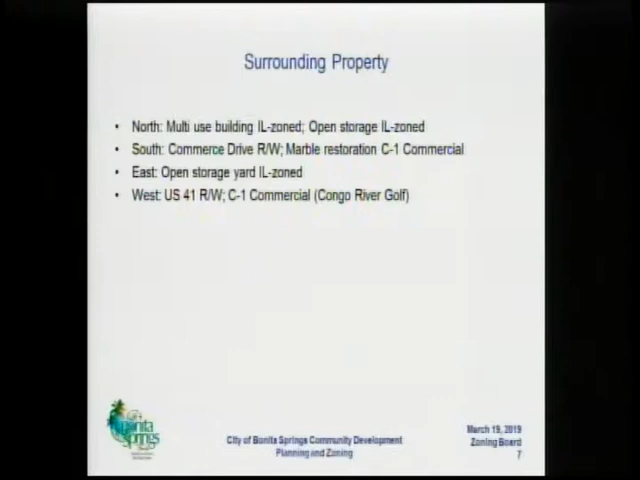 Surrounding Property
• North: Multi use building IL-zoned; Open storage IL-zoned
• South: Commerce Drive R/W; Marble restoration C-1 Commercial
• East: Open storage yard IL-zoned
• West: US 41 R/W; C-1 Commercial (Congo River Golf)
Bonita
Springs
City of Bonita Springs Community Development
Planning and Zoning
March 19, 2019
Zoning Board
7